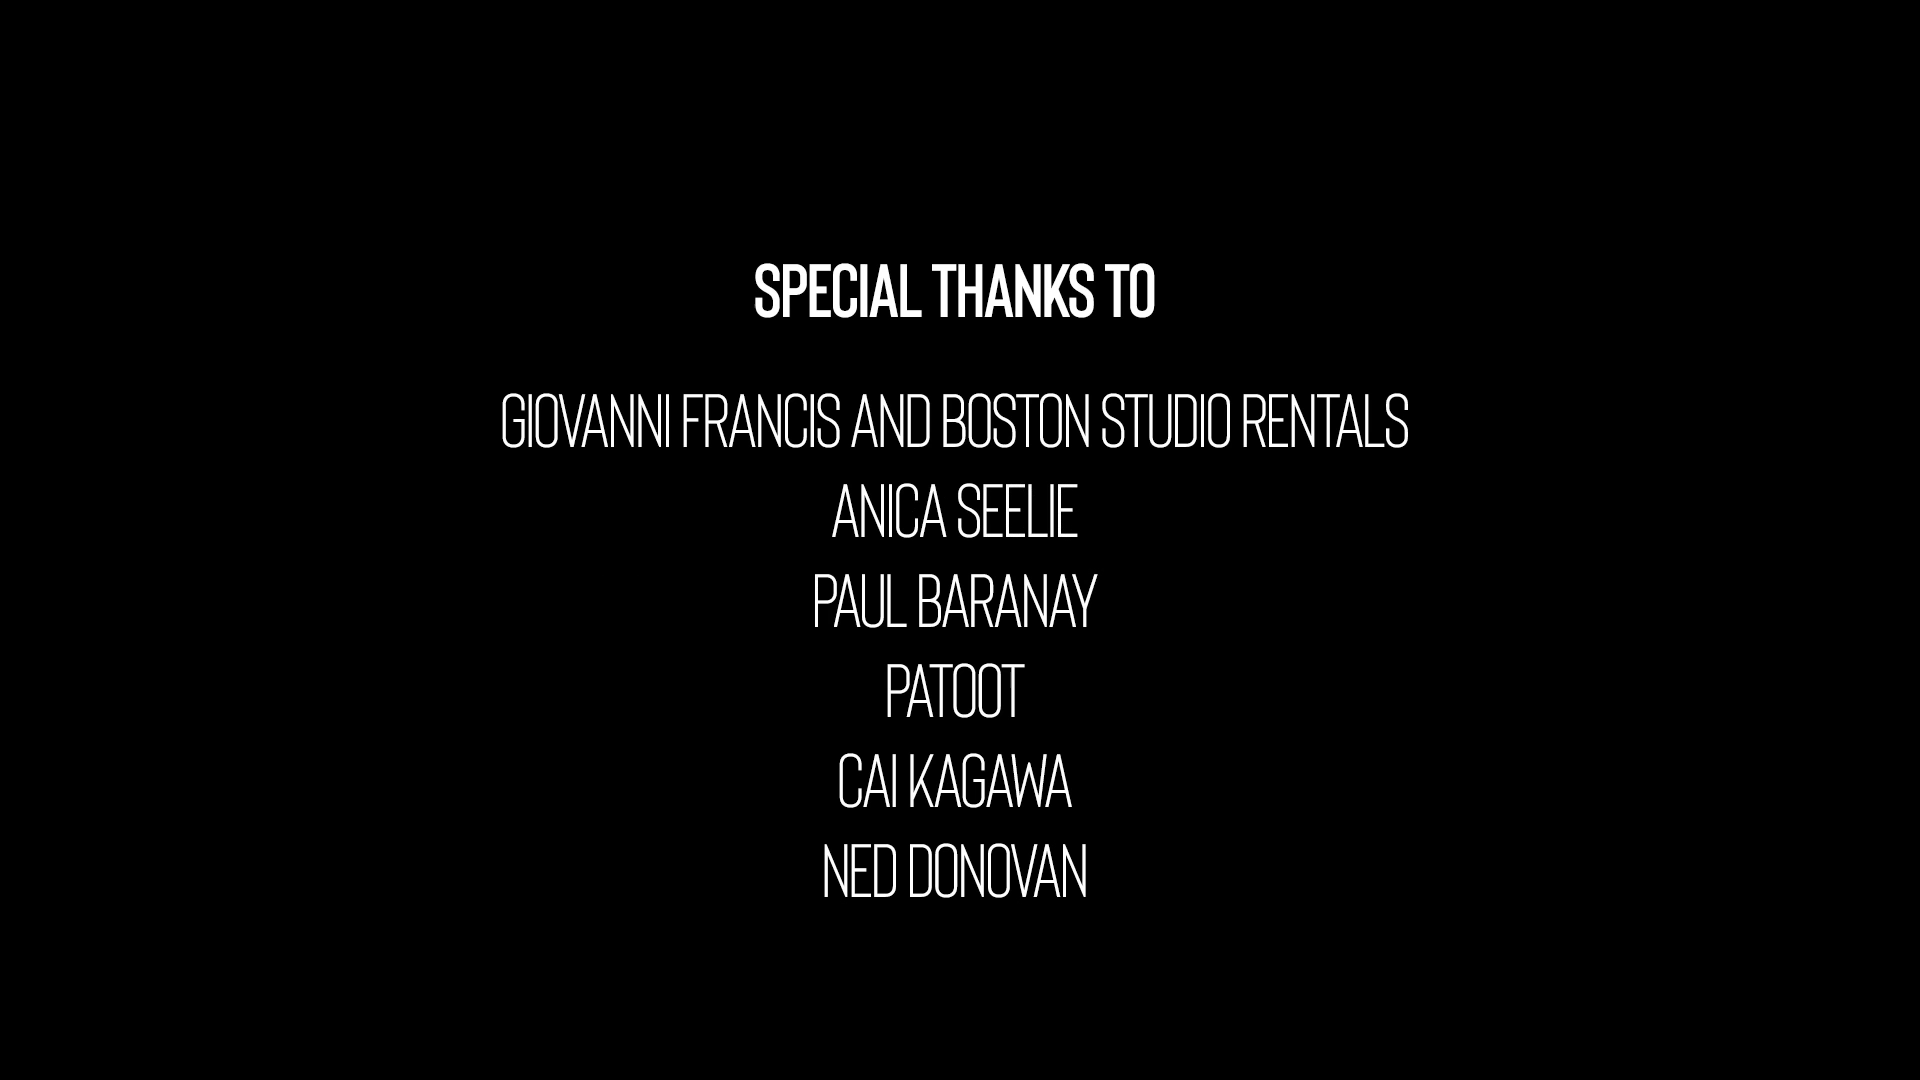 SPECIAL THANKS TO
GIOVANNI FRANCIS AND BOSTON STUDIO RENTALS
ANICA SEELIE
PAUL BARANAY
PATOOT
CAI KAGAWA
NED DONOVAN